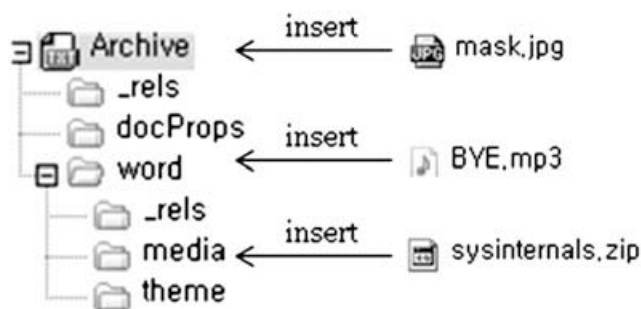 insert
Archive mask.jpg
_rels
docProps
insert
word BYE.mp3
_rels
insert
media sysinternals.zip
theme